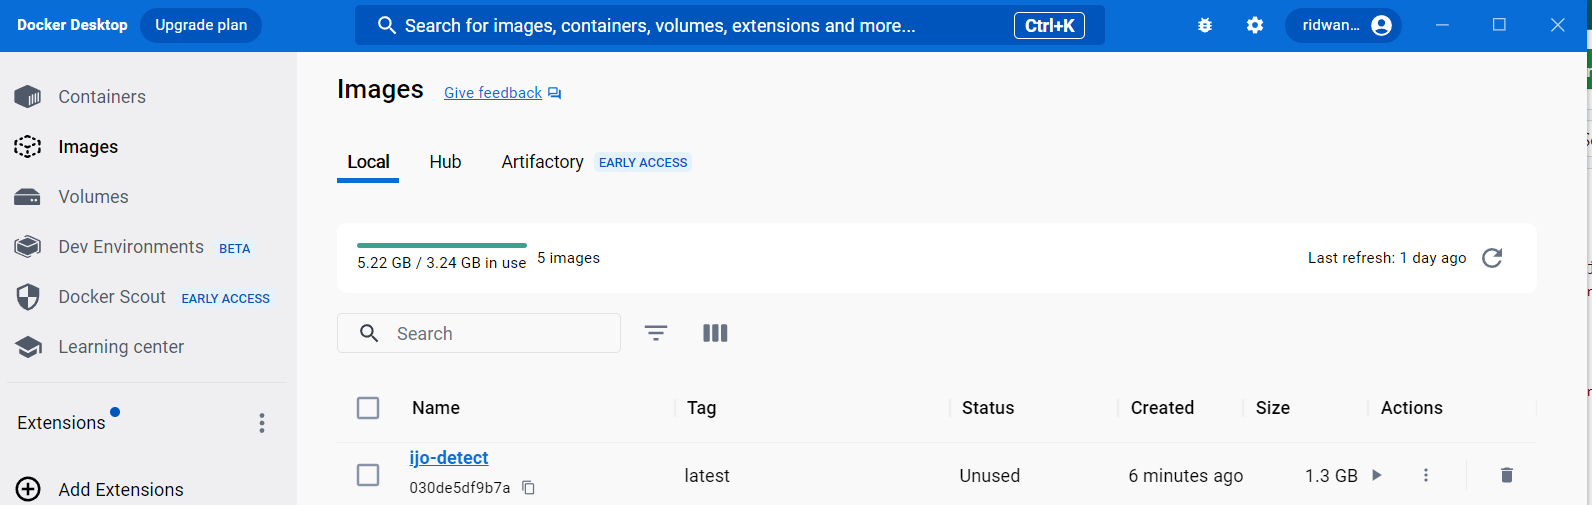 Docker Desktop Upgrade plan Search for images, containers, volumes, extensions and more... Ctrl+K ridwan...
Containers
Images
Volumes
Dev Environments BETA
Docker Scout EARLY ACCESS
Learning center
Extensions
Add Extensions
Images Give feedback
Local Hub Artifactory EARLY ACCESS
5.22 GB / 3.24 GB in use 5 images Last refresh: 1 day ago
Search
Name Tag Status Created Size Actions
ijo-detect latest Unused 6 minutes ago 1.3 GB
030de5df9b7a